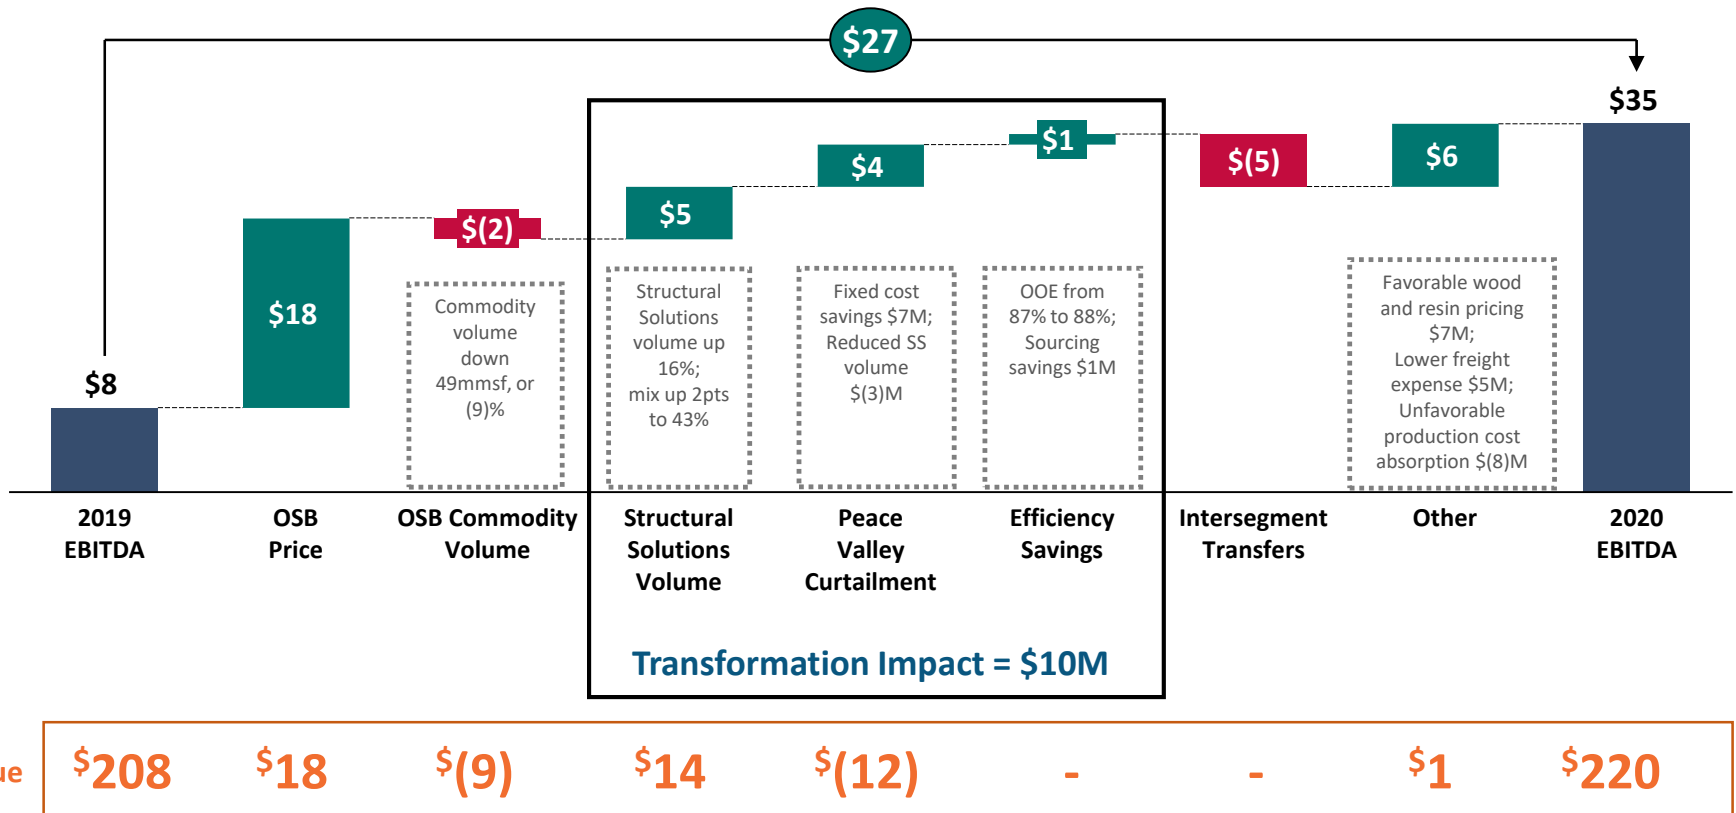 $27
$35
$8
$18
$(2)
$5
$4
$1
$(5)
$6
Commodity
volume
down
49mmsf, or
(9)%
Structural
Solutions
volume up
16%;
mix up 2pts
to 43%
Fixed cost
savings $7M;
Reduced SS
volume
$(3)M
OOE from
87% to 88%;
Sourcing
savings $1M
Favorable wood
and resin pricing
$7M;
Lower freight
expense $5M;
Unfavorable
production cost
absorption $(8)M
2019
EBITDA
OSB
Price
OSB Commodity
Volume
Structural
Solutions
Volume
Peace
Valley
Curtailment
Efficiency
Savings
Intersegment
Transfers
Other
2020
EBITDA
Transformation Impact = $10M
ue $208 $18 $(9) $14 $(12) - - $1 $220